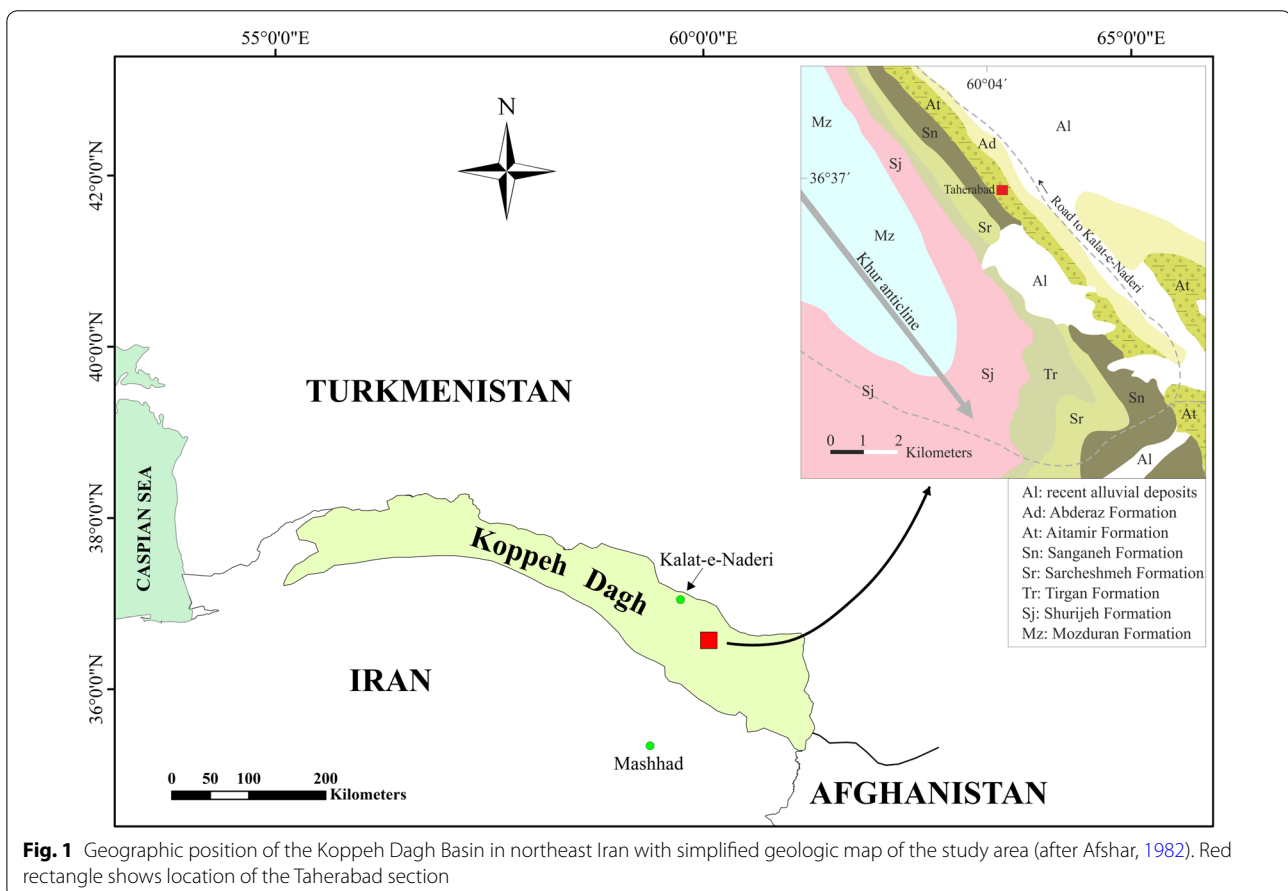 55°0'0"E
60°0'0"E
65°0'0"E
42°0'0"N
40°0'0"N
38°0'0"N
36°0'0"N
N
TURKMENISTAN
CASPIAN SEA
Koppeh Dagh
Kalat-e-Naderi
IRAN
Mashhad
AFGHANISTAN
0 50 100 200
Kilometers
60°04´
36°37´
Mz
Sj
At
Sn
Ad
Al
Taherabad
Road to Kalat-e-Naderi
Sr
Mz
Al
At
Khur anticline
Sj
Sj
Tr
Sn
Sr
At
Al
0 1 2
Kilometers
Al: recent alluvial deposits
Ad: Abderaz Formation
At: Aitamir Formation
Sn: Sanganeh Formation
Sr: Sarcheshmeh Formation
Tr: Tirgan Formation
Sj: Shurijeh Formation
Mz: Mozduran Formation
Fig. 1 Geographic position of the Koppeh Dagh Basin in northeast Iran with simplified geologic map of the study area (after Afshar, 1982). Red
rectangle shows location of the Taherabad section